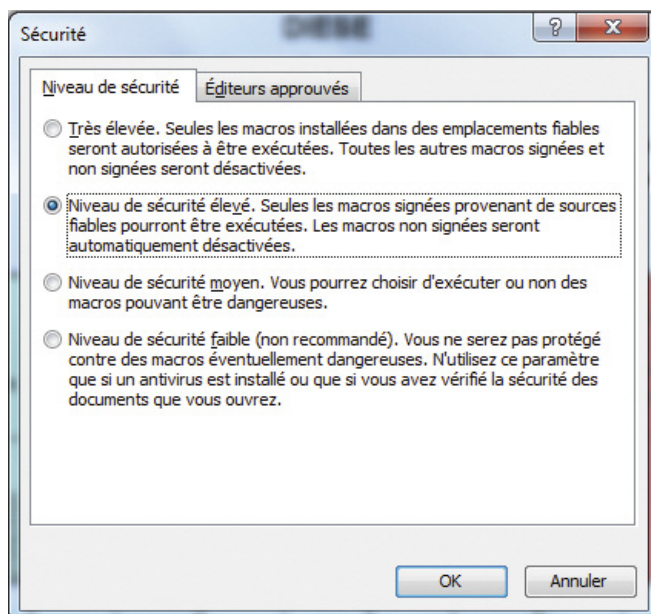 DIESE
Sécurité
Niveau de sécurité
Éditeurs approuvés
Très élevée. Seules les macros installées dans des emplacements fiables
seront autorisées à être exécutées. Toutes les autres macros signées et
non signées seront désactivées.
Niveau de sécurité élevé. Seules les macros signées provenant de sources
fiables pourront être exécutées. Les macros non signées seront
automatiquement désactivées.
Niveau de sécurité moyen. Vous pourrez choisir d'exécuter ou non des
macros pouvant être dangereuses.
Niveau de sécurité faible (non recommandé). Vous ne serez pas protégé
contre des macros éventuellement dangereuses. N'utilisez ce paramètre
que si un antivirus est installé ou que si vous avez vérifié la sécurité des
documents que vous ouvrez.
OK
Annuler